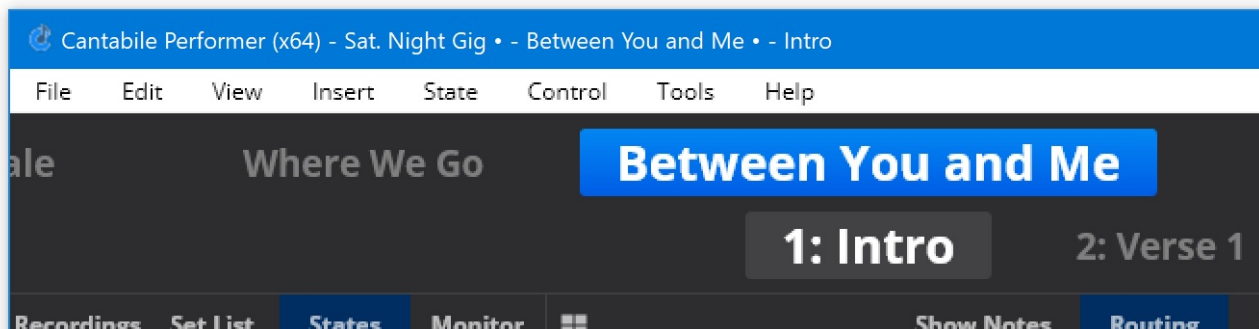 Cantabile Performer (x64) - Sat. Night Gig • - Between You and Me • - Intro
File Edit View Insert State Control Tools Help
ale Where We Go Between You and Me
1: Intro 2: Verse 1
Recordings Set List States Monitor Show Notes Routing